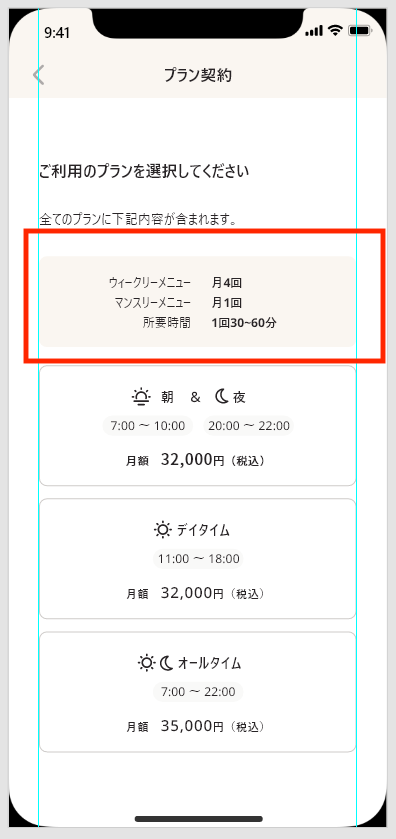 9:41
プラン契約
ご利用のプランを選択してください
全てのプランに下記内容が含まれます。
ウィークリーメニュー 月4回
マンスリーメニュー 月1回
所要時間 1回30~60分
朝 & 夜
7:00 〜 10:00 20:00 〜 22:00
月額 32,000円（税込）
デイタイム
11:00 〜 18:00
月額 32,000円（税込）
オールタイム
7:00 〜 22:00
月額 35,000円（税込）